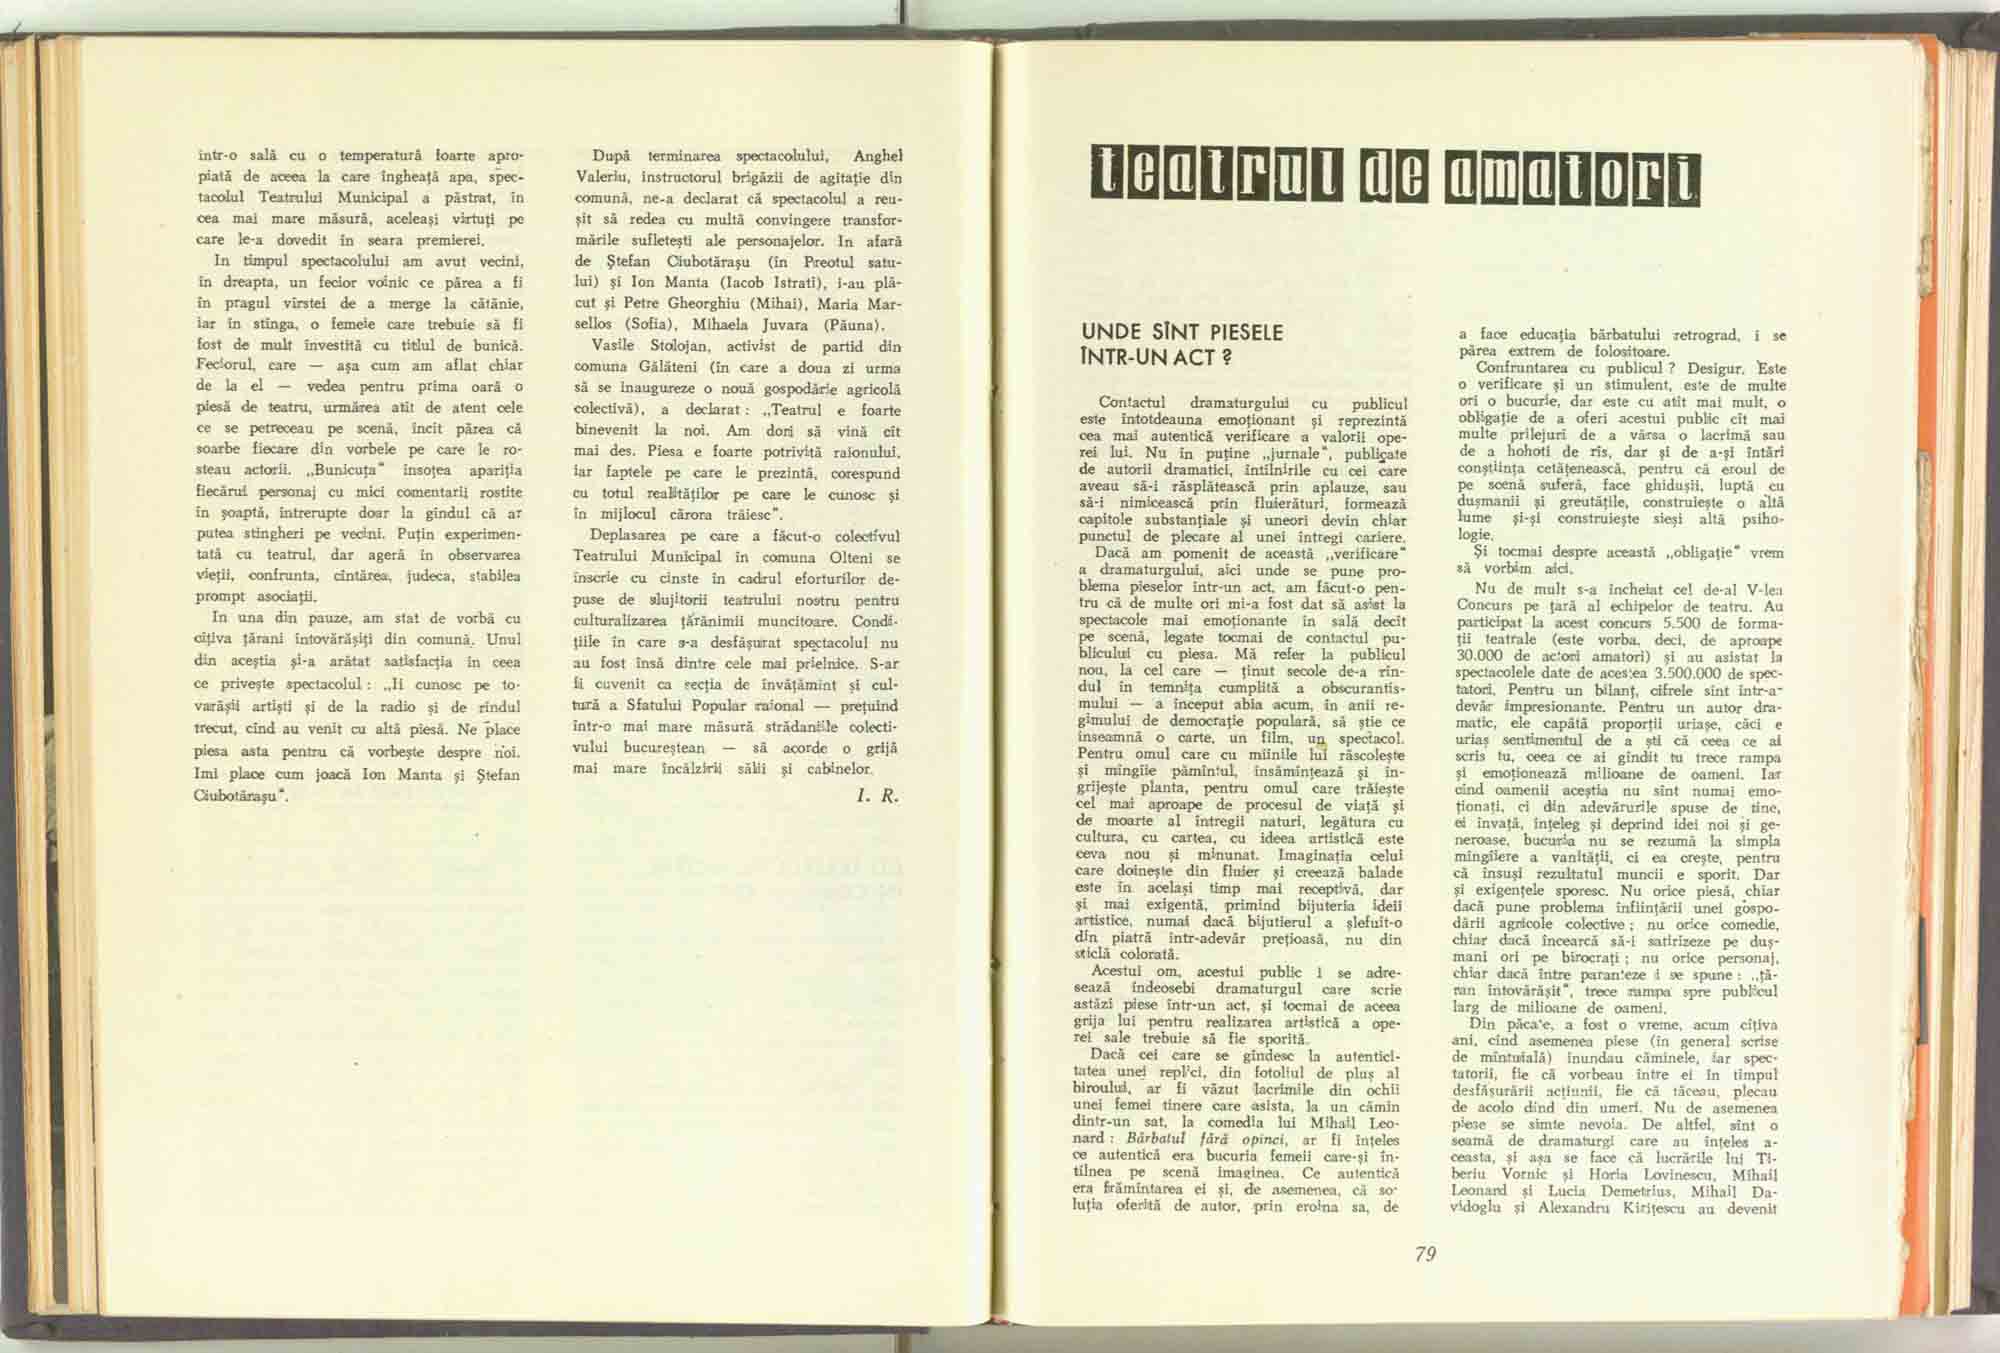 intr-o sală cu o temperatură foarte apro-
piată de aceea la care îngheață apa, spec-
tacolul Teatrului Municipal a păstrat, în
cea mai mare măsură, aceleași virtuți pe
care le-a dovedit în seara premierei.
In timpul spectacolului am avut vecini,
în dreapta, un fecior voinic ce părea a fi
în pragul vîrstei de a merge la cătănie,
iar în stînga, o femeie care trebuie să fi
fost de mult învestită cu titlul de bunică.
Feciorul, care — așa cum am aflat chiar
de la el — vedea pentru prima oară o
piesă de teatru, urmărea atît de atent cele
ce se petreceau pe scenă, încît părea că
soarbe fiecare din vorbele pe care le ro-
steau actorii. „Bunicuța" însoțea apariția
fiecărui personaj cu mici comentarii rostite
în șoaptă, întrerupte doar la gîndul că ar
putea stingheri pe vecini. Puțin experimen-
tată cu teatrul, dar ageră în observarea
vieții, confrunta, cîntărea, judeca, stabilea
prompt asociații.
In una din pauze, am stat de vorbă cu
cîțiva țărani întovărășiți din comună. Unul
din aceștia și-a arătat satisfacția în ceea
ce privește spectacolul : „Ii cunosc pe to-
varășii artiști și de la radio și de rîndul
trecut, cînd au venit cu altă piesă. Ne place
piesa asta pentru că vorbește despre noi.
Imi place cum joacă Ion Manta și Ștefan
Ciubotărașu".
După terminarea spectacolului, Anghel
Valeriu, instructorul brigăzii de agitație din
comună, ne-a declarat că spectacolul a reu-
șit să redea cu multă convingere transfor-
mările sufletești ale personajelor. In afară
de Ștefan Ciubotărașu (în Preotul satu-
lui) și Ion Manta (Iacob Istrati), i-au plă-
cut și Petre Gheorghiu (Mihai), Maria Mar-
sellos (Sofia), Mihaela Juvara (Păuna).
Vasile Stolojan, activist de partid din
comuna Gălăteni (în care a doua zi urma
să se inaugureze o nouă gospodărie agricolă
colectivă), a declarat : „Teatrul e foarte
binevenit la noi. Am dori să vină cît
mai des. Piesa e foarte potrivită raionului,
iar faptele pe care le prezintă, corespund
cu totul realităților pe care le cunosc și
în mijlocul cărora trăiesc".
Deplasarea pe care a făcut-o colectivul
Teatrului Municipal în comuna Olteni se
înscrie cu cinste în cadrul eforturilor de-
puse de slujitorii teatrului nostru pentru
culturalizarea țărănimii muncitoare. Condi-
țiile în care s-a desfășurat spectacolul nu
au fost însă dintre cele mai prielnice. S-ar
fi cuvenit ca secția de învățămînt și cul-
tură a Sfatului Popular raional — prețuind
într-o mai mare măsură strădaniile colecti-
vului bucureștean — să acorde o grijă
mai mare încălzirii sălii și cabinelor.
I. R.
teatrul de amatori
UNDE SÎNT PIESELE
ÎNTR-UN ACT ?
Contactul dramaturgului cu publicul
este întotdeauna emoționant și reprezintă
cea mai autentică verificare a valorii ope-
rei lui. Nu în puține „jurnale", publicate
de autorii dramatici, întîlnirile cu cei care
aveau să-i răsplătească prin aplauze, sau
să-i nimicească prin fluierături, formează
capitole substanțiale și uneori devin chiar
punctul de plecare al unei întregi cariere.
Dacă am pomenit de această „verificare"
a dramaturgului, aici unde se pune pro-
blema pieselor într-un act, am făcut-o pen-
tru că de multe ori mi-a fost dat să asist la
spectacole mai emoționante în sală decît
pe scenă, legate tocmai de contactul pu-
blicului cu piesa. Mă refer la publicul
nou, la cel care — ținut secole de-a rîn-
dul în temnița cumplită a obscurantis-
mului — a început abia acum, în anii re-
gimului de democrație populară, să știe ce
înseamnă o carte, un film, un spectacol.
Pentru omul care cu mîinile lui răscolește
și mîngîie pămîntul, însămînțează și în-
grijește planta, pentru omul care trăiește
cel mai aproape de procesul de viață și
de moarte al întregii naturi, legătura cu
cultura, cu cartea, cu ideea artistică este
ceva nou și minunat. Imaginația celui
care doinește din fluier și creează balade
este în același timp mai receptivă, dar
și mai exigentă, primind bijuteria ideii
artistice, numai dacă bijutierul a șlefuit-o
din piatră într-adevăr prețioasă, nu din
sticlă colorată.
Acestui om, acestui public i se adre-
sează îndeosebi dramaturgul care scrie
astăzi piese într-un act, și tocmai de aceea
grija lui pentru realizarea artistică a ope-
rei sale trebuie să fie sporită.
Dacă cei care se gîndesc la autentici-
tatea unei replici, din fotoliul de pluș al
biroului, ar fi văzut lacrimile din ochii
unei femei tinere care asista, la un cămin
dintr-un sat, la comedia lui Mihail Leo-
nard : Bărbatul fără opinci, ar fi înțeles
ce autentică era bucuria femeii care-și în-
tîlnea pe scenă imaginea. Ce autentică
era frămîntarea ei și, de asemenea, că so-
luția oferită de autor, prin eroina sa, de
a face educația bărbatului retrograd, i se
părea extrem de folositoare.
Confruntarea cu publicul ? Desigur. Este
o verificare și un stimulent, este de multe
ori o bucurie, dar este cu atît mai mult, o
obligație de a oferi acestui public cît mai
multe prilejuri de a vărsa o lacrimă sau
de a hohoti de rîs, dar și de a-și întări
conștiința cetățenească, pentru că eroul de
pe scenă suferă, face ghidușii, luptă cu
dușmanii și greutățile, construiește o altă
lume și-și construiește sieși altă psiho-
logie.
Și tocmai despre această „obligație" vrem
să vorbim aici.
Nu de mult s-a încheiat cel de-al V-lea
Concurs pe țară al echipelor de teatru. Au
participat la acest concurs 5.500 de forma-
ții teatrale (este vorba, deci, de aproape
30.000 de actori amatori) și au asistat la
spectacolele date de acestea 3.500.000 de spec-
tatori. Pentru un bilanț, cifrele sînt într-a-
devăr impresionante. Pentru un autor dra-
matic, ele capătă proporții uriașe, căci e
uriaș sentimentul de a ști că ceea ce ai
scris tu, ceea ce ai gîndit tu trece rampa
și emoționează milioane de oameni. Iar
cînd oamenii aceștia nu sînt numai emo-
ționați, ci din adevărurile spuse de tine,
ei învață, înțeleg și deprind idei noi și ge-
neroase, bucuria nu se rezumă la simpla
mîngîiere a vanității, ci ea crește, pentru
că însuși rezultatul muncii e sporit. Dar
și exigențele sporesc. Nu orice piesă, chiar
dacă pune problema înființării unei gospo-
dării agricole colective ; nu orice comedie,
chiar dacă încearcă să-i satirizeze pe duș-
mani ori pe birocrați ; nu orice personaj,
chiar dacă între paranteze i se spune : „ță-
ran întovărășit", trece rampa spre publicul
larg de milioane de oameni.
Din păcate, a fost o vreme, acum cîțiva
ani, cînd asemenea piese (în general scrise
de mîntuială) inundau căminele, iar spec-
tatorii, fie că vorbeau între ei în timpul
desfășurării acțiunii, fie că tăceau, plecau
de acolo dînd din umeri. Nu de asemenea
piese se simte nevoia. De altfel, sînt o
seamă de dramaturgi care au înțeles a-
ceasta, și așa se face că lucrările lui Ti-
beriu Vornic și Horia Lovinescu, Mihail
Leonard și Lucia Demetrius, Mihail Da-
vidoglu și Alexandru Kirițescu au devenit
79